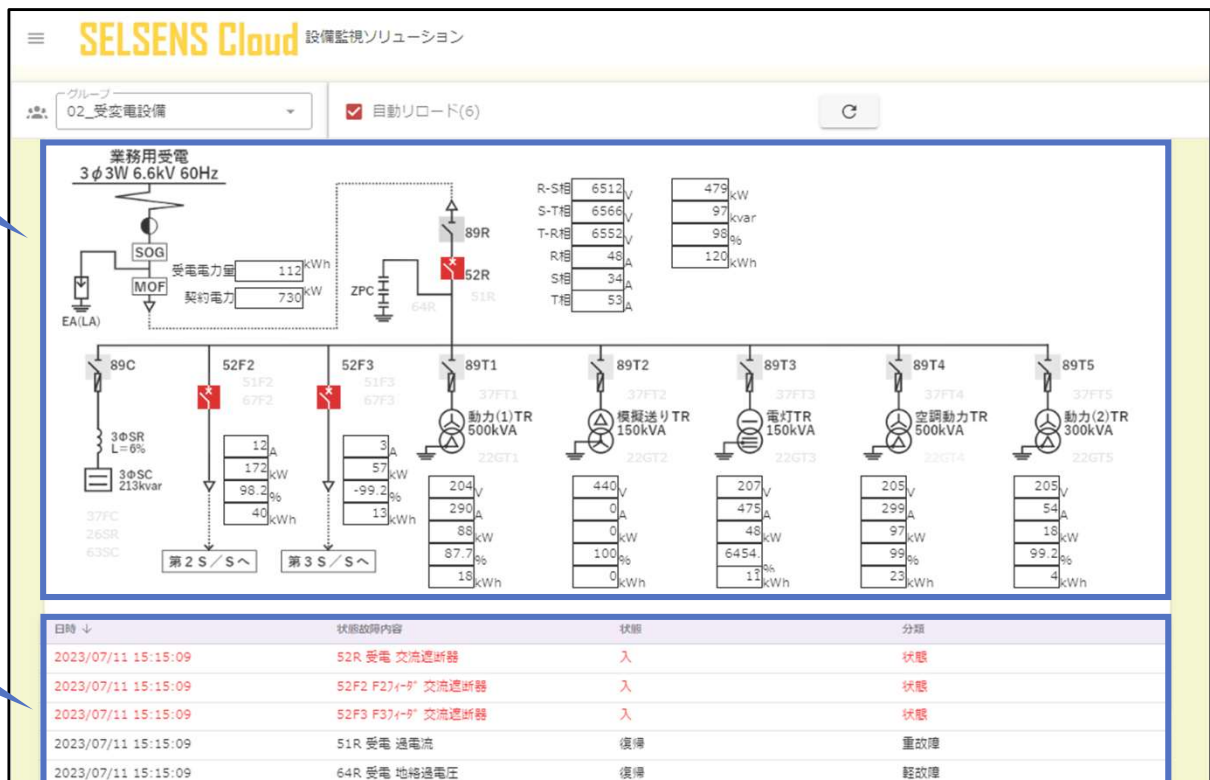 SELSENS Cloud 設備監視ソリューション
グループ
02_受変電設備
自動リロード(6)
業務用受電
3φ3W 6.6kV 60Hz
SOG
MOF
EA(LA)
受電電力量 112 kWh
契約電力 730 kW
ZPC
64R
89R
52R
51R
R-S相 6512 V
S-T相 6566 V
T-R相 6552 V
R相 48 A
S相 34 A
T相 53 A
479 kW
97 kvar
98 %
120 kWh
89C
3ΦSR
L=6%
3ΦSC
213kvar
37FC
26SR
63SC
52F2
51F2
67F2
12 A
172 kW
98.2 %
40 kWh
第2S/Sへ
52F3
51F3
67F3
3 A
57 kW
-99.2 %
13 kWh
第3S/Sへ
89T1
37FT1
動力(1)TR
500kVA
22GT1
204 V
290 A
88 kW
87.7 %
18 kWh
89T2
37FT2
模擬送りTR
150kVA
22GT2
440 V
0 A
0 kW
100 %
0 kWh
89T3
37FT3
電灯TR
150kVA
22GT3
207 V
475 A
48 kW
6454. %
11 kWh
89T4
37FT4
空調動力TR
500kVA
22GT4
205 V
299 A
97 kW
99 %
23 kWh
89T5
37FT5
動力(2)TR
300kVA
22GT5
205 V
54 A
18 kW
99.2 %
4 kWh
日時 ↓ 状態故障内容 状態 分類
2023/07/11 15:15:09 52R 受電 交流遮断器 入 状態
2023/07/11 15:15:09 52F2 F2フィーダ 交流遮断器 入 状態
2023/07/11 15:15:09 52F3 F3フィーダ 交流遮断器 入 状態
2023/07/11 15:15:09 51R 受電 過電流 復帰 重故障
2023/07/11 15:15:09 64R 受電 地絡過電圧 復帰 軽故障